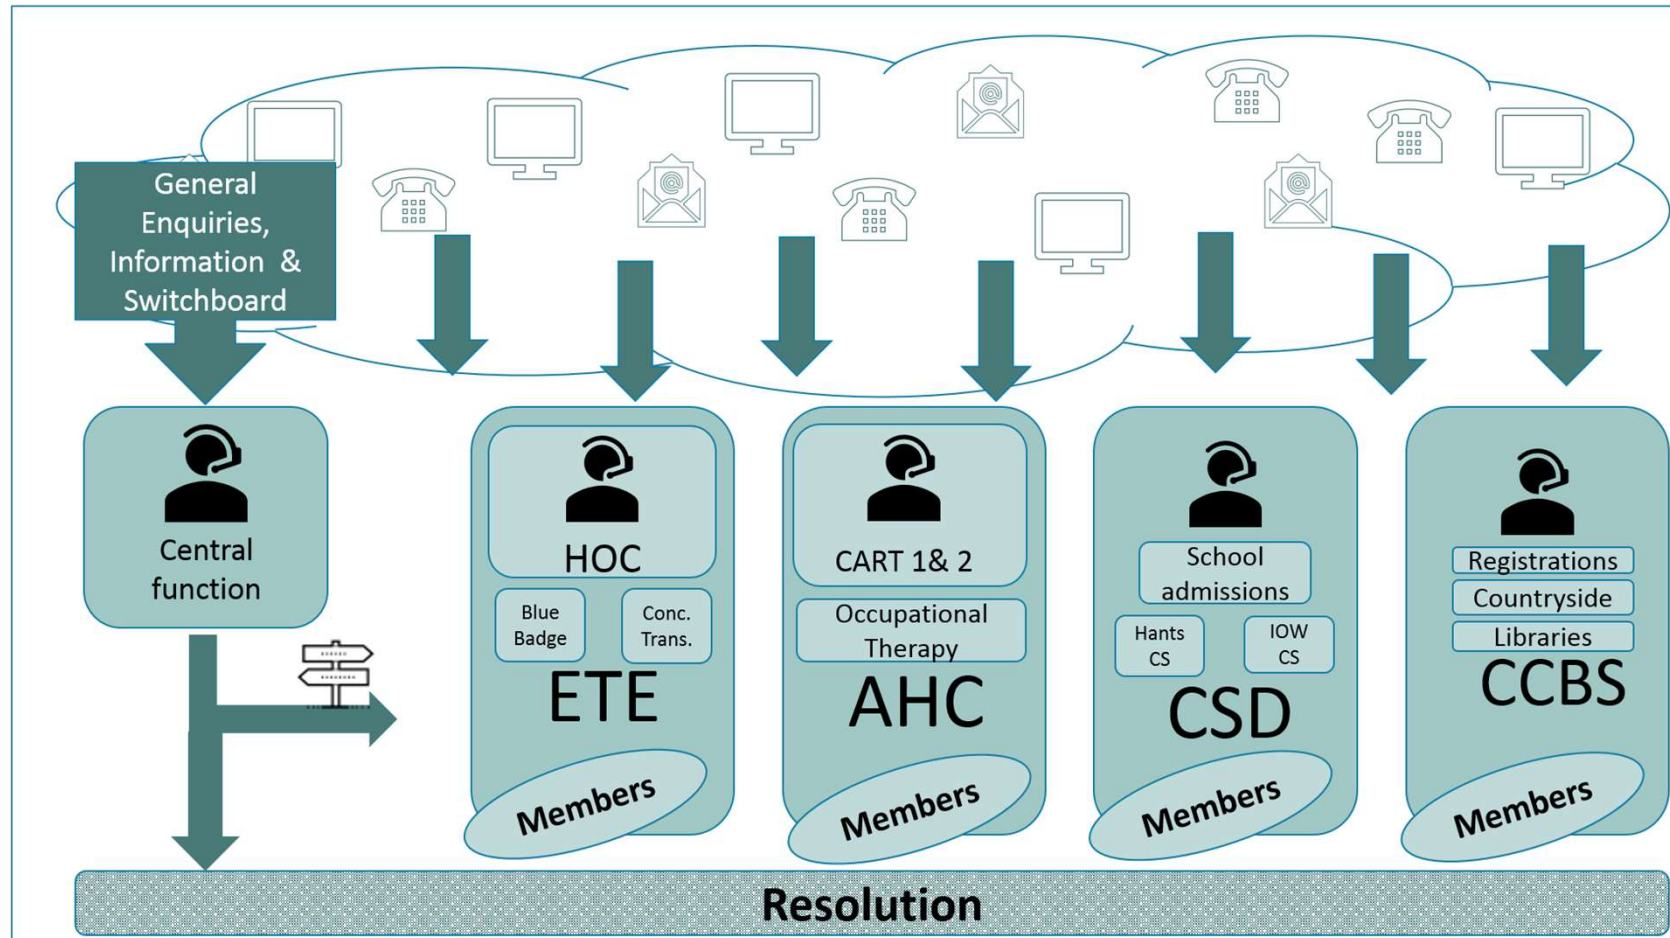 General
Enquiries,
Information &
Switchboard
Central
function
HOC
Blue
Badge
Conc.
Trans.
ETE
Members
CART 1& 2
Occupational
Therapy
AHC
Members
School
admissions
Hants
CS
IOW
CS
CSD
Members
Registrations
Countryside
Libraries
CCBS
Members
Resolution